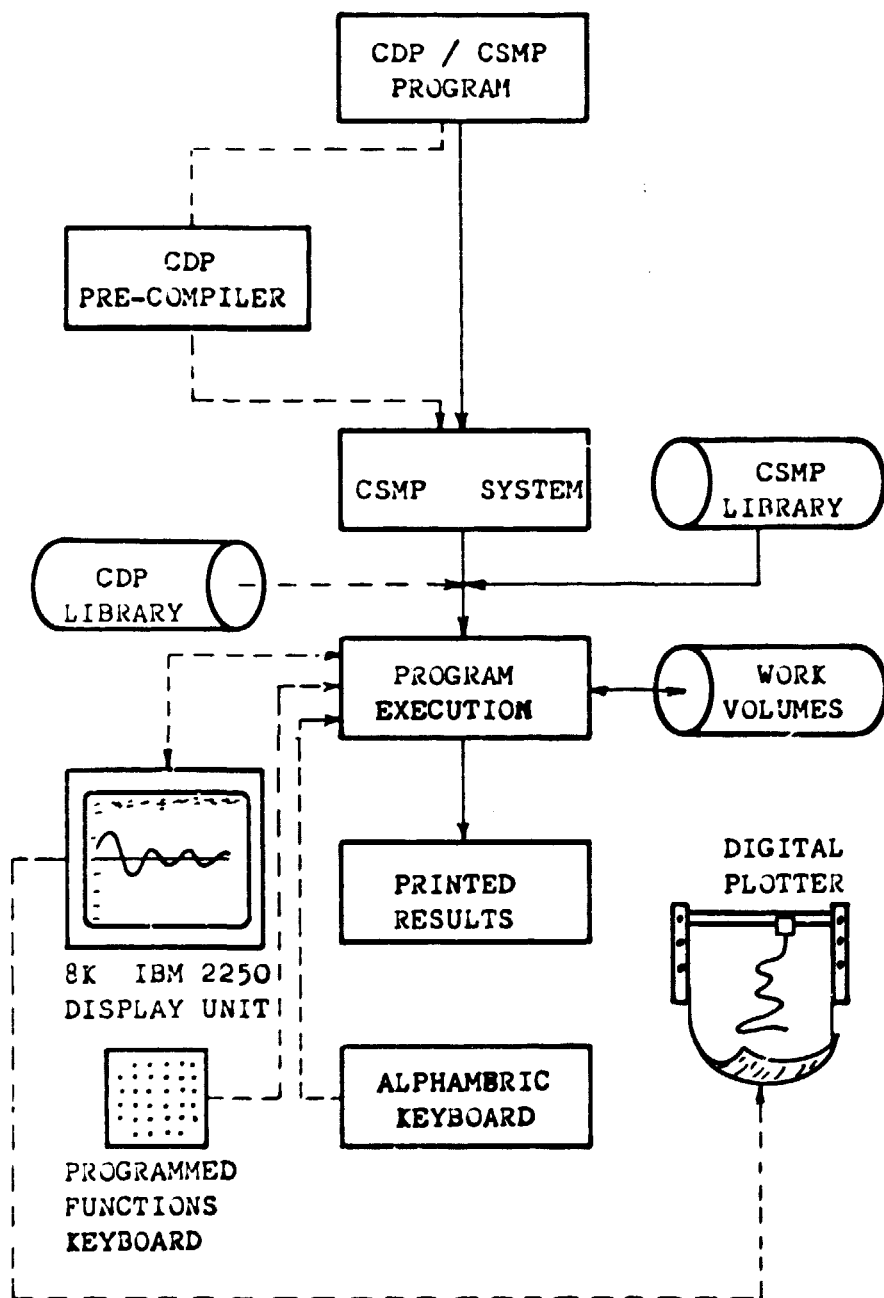 CDP / CSMP
PROGRAM
CDP
PRE-COMPILER
CSMP SYSTEM
CSMP
LIBRARY
CDP
LIBRARY
PROGRAM
EXECUTION
WORK
VOLUMES
PRINTED
RESULTS
DIGITAL
PLOTTER
8K IBM 2250
DISPLAY UNIT
ALPHAMBRIC
KEYBOARD
PROGRAMMED
FUNCTIONS
KEYBOARD